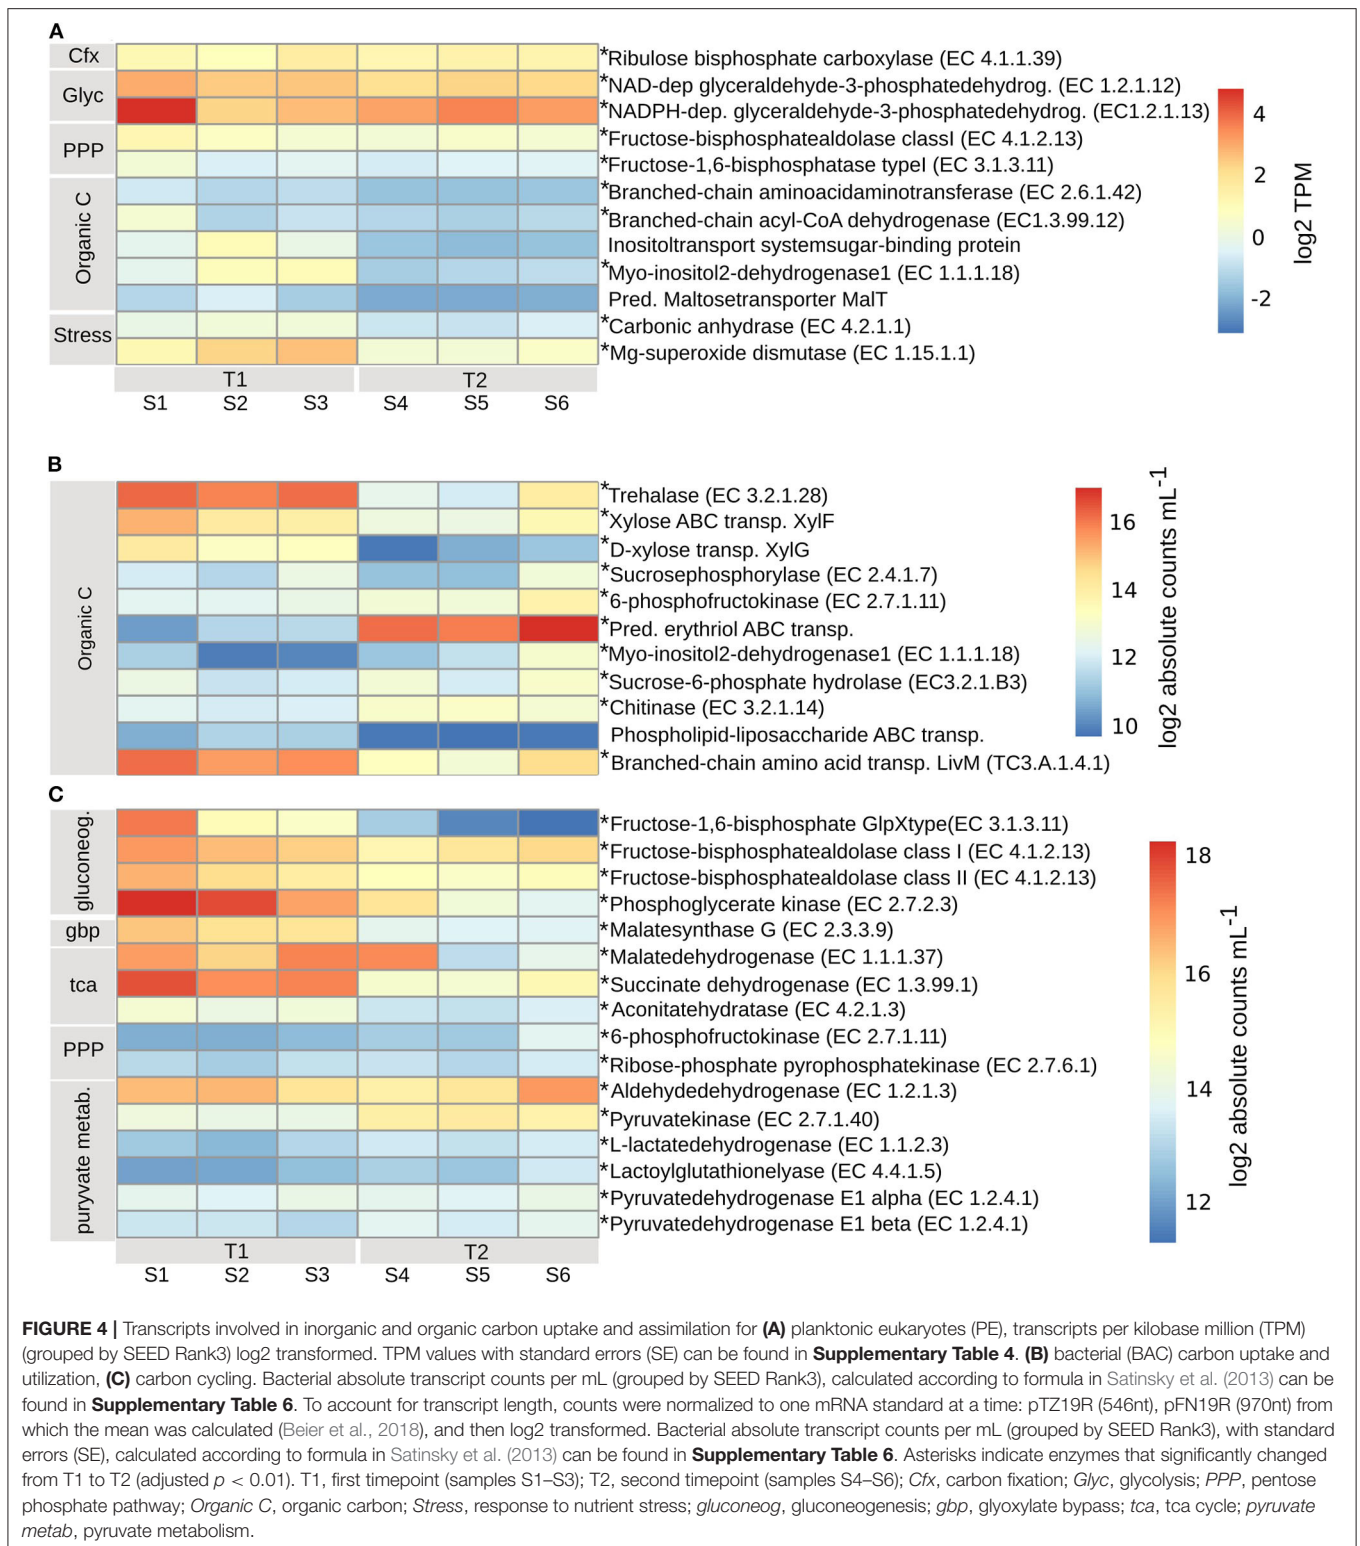 A
Cfx
Glyc
PPP
Organic C
Stress
*Ribulose bisphosphate carboxylase (EC 4.1.1.39)
*NAD-dep glyceraldehyde-3-phosphatedehydrog. (EC 1.2.1.12)
*NADPH-dep. glyceraldehyde-3-phosphatedehydrog. (EC1.2.1.13)
*Fructose-bisphosphatealdolase classI (EC 4.1.2.13)
*Fructose-1,6-bisphosphatase typeI (EC 3.1.3.11)
*Branched-chain aminoacidaminotransferase (EC 2.6.1.42)
*Branched-chain acyl-CoA dehydrogenase (EC1.3.99.12)
Inositoltransport systemsugar-binding protein
*Myo-inositol2-dehydrogenase1 (EC 1.1.1.18)
Pred. Maltosetransporter MalT
*Carbonic anhydrase (EC 4.2.1.1)
*Mg-superoxide dismutase (EC 1.15.1.1)
4
2
0
-2
log2 TPM
T1 T2
S1 S2 S3 S4 S5 S6
B
Organic C
*Trehalase (EC 3.2.1.28)
*Xylose ABC transp. XylF
*D-xylose transp. XylG
*Sucrosephosphorylase (EC 2.4.1.7)
*6-phosphofructokinase (EC 2.7.1.11)
*Pred. erythriol ABC transp.
*Myo-inositol2-dehydrogenase1 (EC 1.1.1.18)
*Sucrose-6-phosphate hydrolase (EC3.2.1.B3)
*Chitinase (EC 3.2.1.14)
Phospholipid-liposaccharide ABC transp.
*Branched-chain amino acid transp. LivM (TC3.A.1.4.1)
16
14
12
10
log2 absolute counts mL-1
C
gluconeog.
gbp
tca
PPP
puryvate metab.
*Fructose-1,6-bisphosphate GlpXtype(EC 3.1.3.11)
*Fructose-bisphosphatealdolase class I (EC 4.1.2.13)
*Fructose-bisphosphatealdolase class II (EC 4.1.2.13)
*Phosphoglycerate kinase (EC 2.7.2.3)
*Malatesynthase G (EC 2.3.3.9)
*Malatedehydrogenase (EC 1.1.1.37)
*Succinate dehydrogenase (EC 1.3.99.1)
*Aconitatehydratase (EC 4.2.1.3)
*6-phosphofructokinase (EC 2.7.1.11)
*Ribose-phosphate pyrophosphatekinase (EC 2.7.6.1)
*Aldehydedehydrogenase (EC 1.2.1.3)
*Pyruvatekinase (EC 2.7.1.40)
*L-lactatedehydrogenase (EC 1.1.2.3)
*Lactoylglutathionelyase (EC 4.4.1.5)
*Pyruvatedehydrogenase E1 alpha (EC 1.2.4.1)
*Pyruvatedehydrogenase E1 beta (EC 1.2.4.1)
18
16
14
12
log2 absolute counts mL-1
T1 T2
S1 S2 S3 S4 S5 S6
FIGURE 4 | Transcripts involved in inorganic and organic carbon uptake and assimilation for (A) planktonic eukaryotes (PE), transcripts per kilobase million (TPM)
(grouped by SEED Rank3) log2 transformed. TPM values with standard errors (SE) can be found in Supplementary Table 4. (B) bacterial (BAC) carbon uptake and
utilization, (C) carbon cycling. Bacterial absolute transcript counts per mL (grouped by SEED Rank3), calculated according to formula in Satinsky et al. (2013) can be
found in Supplementary Table 6. To account for transcript length, counts were normalized to one mRNA standard at a time: pTZ19R (546nt), pFN19R (970nt) from
which the mean was calculated (Beier et al., 2018), and then log2 transformed. Bacterial absolute transcript counts per mL (grouped by SEED Rank3), with standard
errors (SE), calculated according to formula in Satinsky et al. (2013) can be found in Supplementary Table 6. Asterisks indicate enzymes that significantly changed
from T1 to T2 (adjusted p < 0.01). T1, first timepoint (samples S1–S3); T2, second timepoint (samples S4–S6); Cfx, carbon fixation; Glyc, glycolysis; PPP, pentose
phosphate pathway; Organic C, organic carbon; Stress, response to nutrient stress; gluconeog, gluconeogenesis; gbp, glyoxylate bypass; tca, tca cycle; pyruvate
metab, pyruvate metabolism.